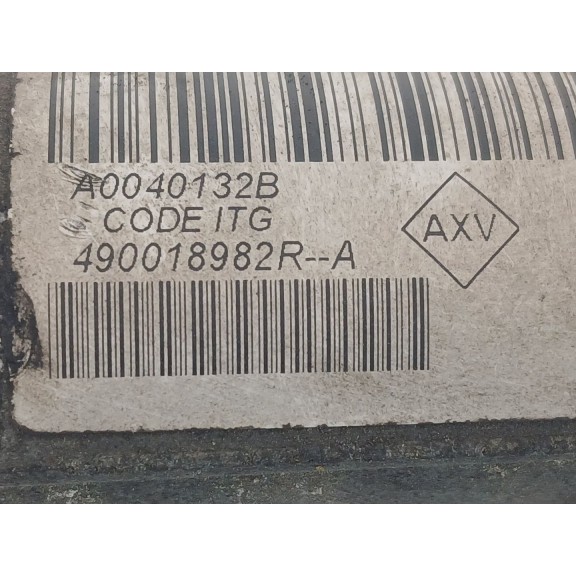 A0040132B
CODE ITG
490018982R--A
AXV